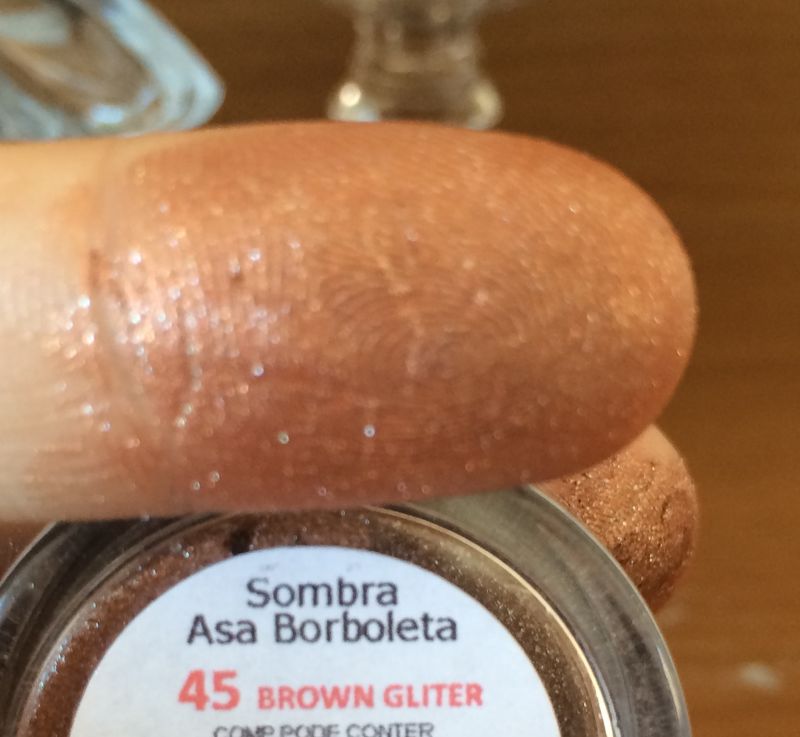 Sombra
Asa Borboleta
45 BROWN GLITER
COMP PODE CONTER